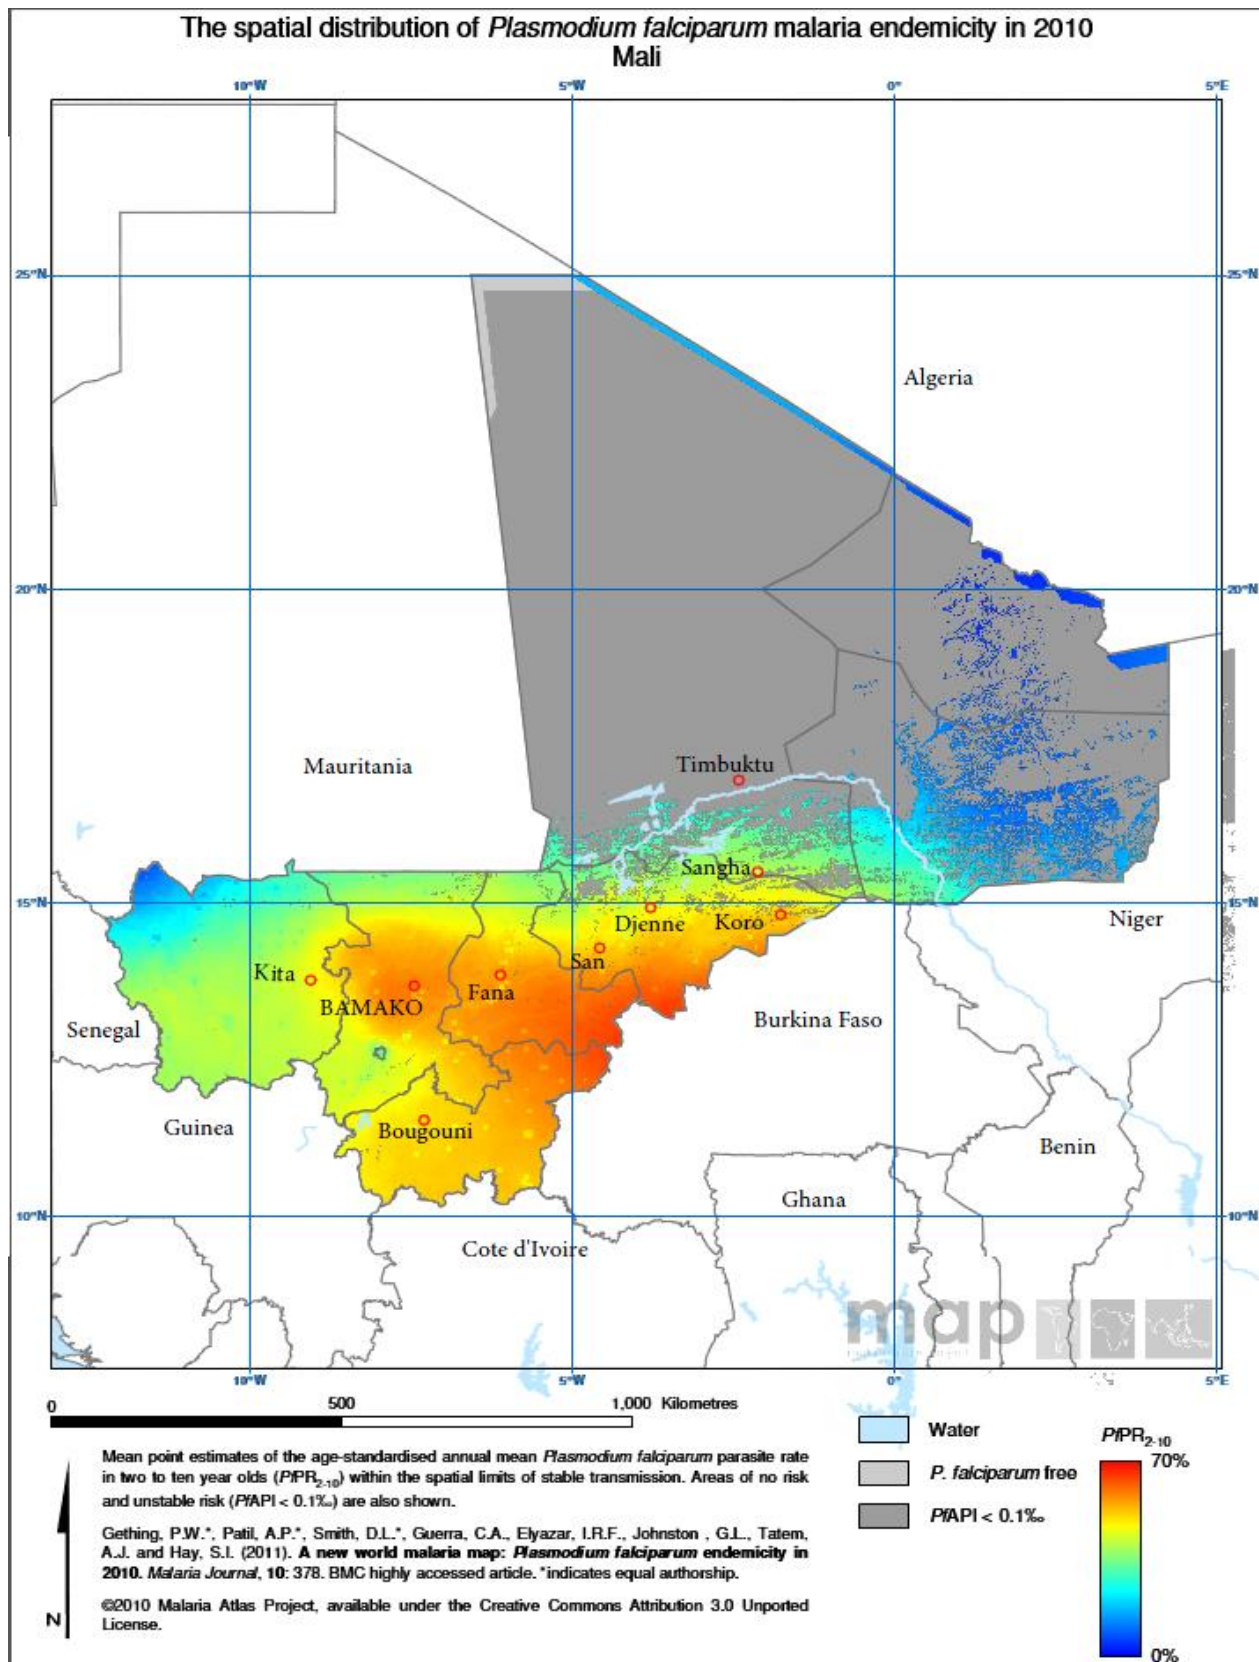 The spatial distribution of Plasmodium falciparum malaria endemicity in 2010
Mali
10°W
5°W
0°
5°E
25°N
25°N
Algeria
20°N
20°N
Mauritania
Timbuktu
Sangha
15°N
15°N
Djenne
Koro
Niger
San
Kita
Fana
BAMAKO
Senegal
Burkina Faso
Guinea
Bougouni
Benin
Ghana
10°N
10°N
Cote d'Ivoire
map
10°W
5°W
0°
5°E
0
500
1,000 Kilometres
Water
P. falciparum free
PfAPI < 0.1‰
PfPR2-10
70%
0%
Mean point estimates of the age-standardised annual mean Plasmodium falciparum parasite rate
in two to ten year olds (PfPR2-10) within the spatial limits of stable transmission. Areas of no risk
and unstable risk (PfAPI < 0.1‰) are also shown.
Gething, P.W.*, Patil, A.P.*, Smith, D.L.*, Guerra, C.A., Elyazar, I.R.F., Johnston , G.L., Tatem,
A.J. and Hay, S.I. (2011). A new world malaria map: Plasmodium falciparum endemicity in
2010. Malaria Journal, 10: 378. BMC highly accessed article. *indicates equal authorship.
©2010 Malaria Atlas Project, available under the Creative Commons Attribution 3.0 Unported
License.
N